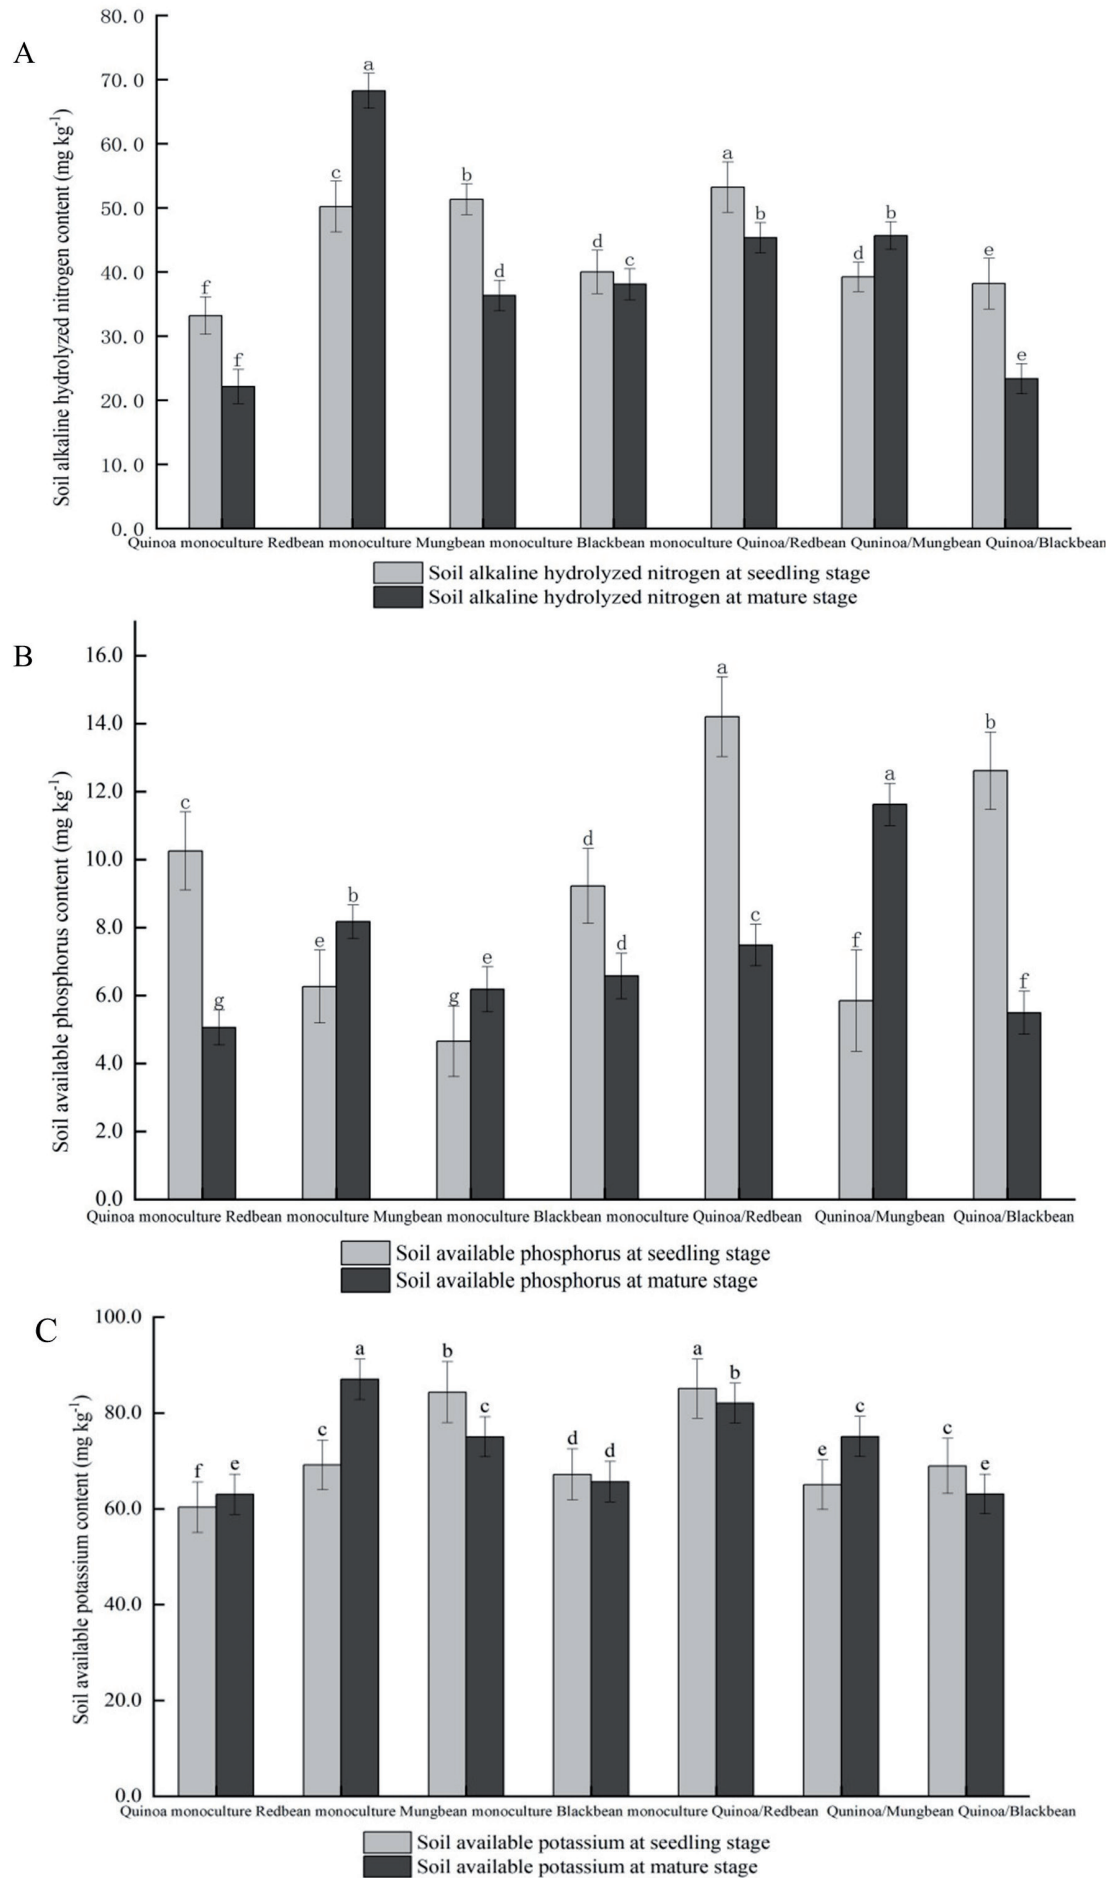 A
Soil alkaline hydrolyzed nitrogen content (mg kg-1)
80. 0
70. 0
60. 0
50. 0
40. 0
30. 0
20. 0
10. 0
0. 0
f f c a b d d c a b d b e e
Quinoa monoculture Redbean monoculture Mungbean monoculture Blackbean monoculture Quinoa/Redbean Quninoa/Mungbean Quinoa/Blackbean
Soil alkaline hydrolyzed nitrogen at seedling stage
Soil alkaline hydrolyzed nitrogen at mature stage
B
Soil available phosphorus content (mg kg-1)
16.0
14.0
12.0
10.0
8.0
6.0
4.0
2.0
0.0
c g e b g e d d a c f a b f
Quinoa monoculture Redbean monoculture Mungbean monoculture Blackbean monoculture Quinoa/Redbean Quninoa/Mungbean Quinoa/Blackbean
Soil available phosphorus at seedling stage
Soil available phosphorus at mature stage
C
Soil available potassium content (mg kg-1)
100.0
80.0
60.0
40.0
20.0
0.0
f e c a b c d d a b e c c e
Quinoa monoculture Redbean monoculture Mungbean monoculture Blackbean monoculture Quinoa/Redbean Quninoa/Mungbean Quinoa/Blackbean
Soil available potassium at seedling stage
Soil available potassium at mature stage